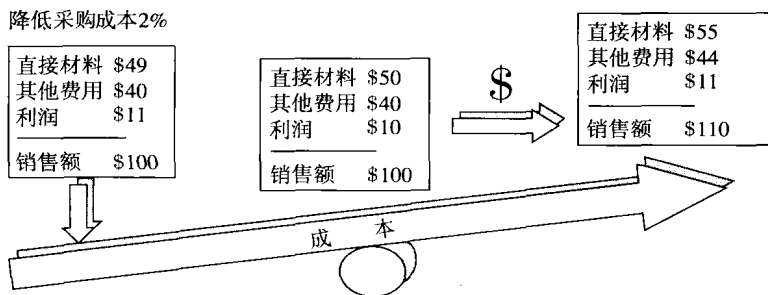 降低采购成本2%
直接材料 $49
其他费用 $40
利润 $11
销售额 $100
直接材料 $50
其他费用 $40
利润 $10
销售额 $100
$
直接材料 $55
其他费用 $44
利润 $11
销售额 $110
成 本